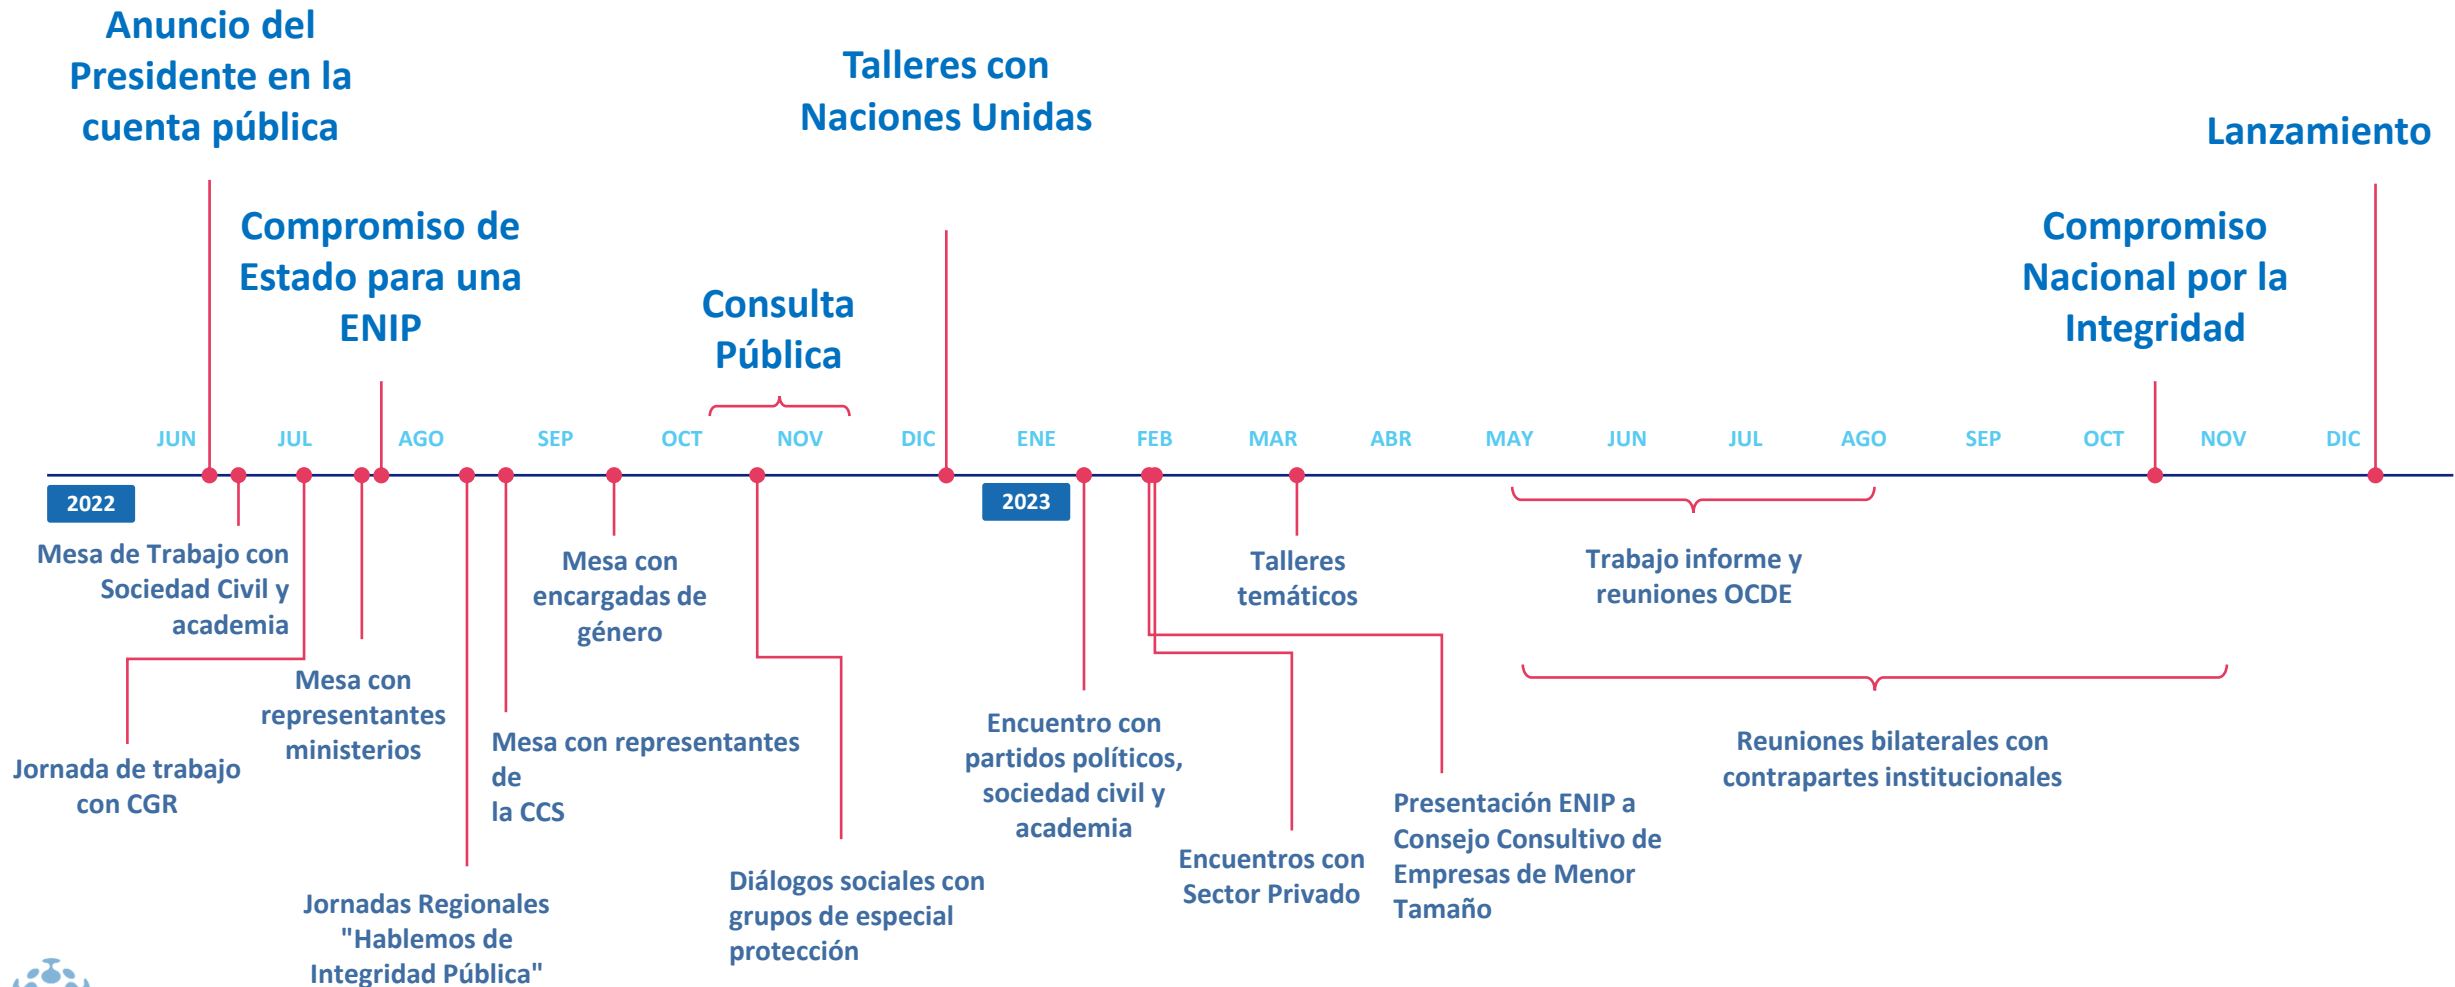 Anuncio del
Presidente en la
cuenta pública
Compromiso de
Estado para una
ENIP
Consulta
Pública
Talleres con
Naciones Unidas
Compromiso
Nacional por la
Integridad
Lanzamiento
JUN JUL AGO SEP OCT NOV DIC ENE FEB MAR ABR MAY JUN JUL AGO SEP OCT NOV DIC
2022
2023
Mesa de Trabajo con
Sociedad Civil y
academia
Jornada de trabajo
con CGR
Mesa con
representantes
ministerios
Jornadas Regionales
"Hablemos de
Integridad Pública"
Mesa con representantes
de
la CCS
Mesa con
encargadas de
género
Diálogos sociales con
grupos de especial
protección
Encuentro con
partidos políticos,
sociedad civil y
academia
Encuentros con
Sector Privado
Presentación ENIP a
Consejo Consultivo de
Empresas de Menor
Tamaño
Talleres
temáticos
Trabajo informe y
reuniones OCDE
Reuniones bilaterales con
contrapartes institucionales